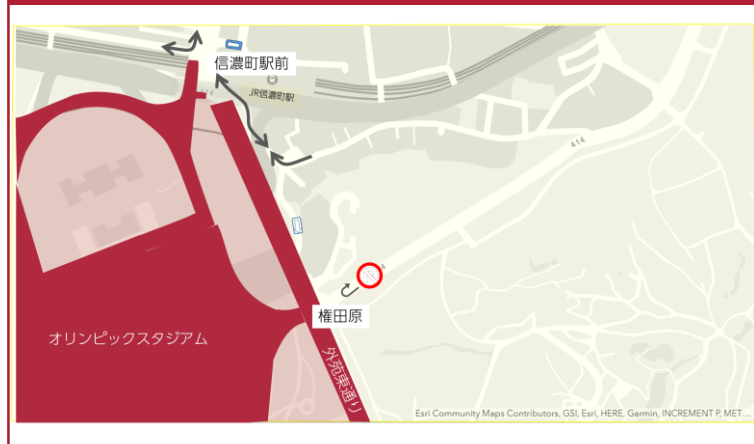 信濃町駅前
JR信濃町駅
414
414
権田原
オリンピックスタジアム
外苑東通り
Esri Community Maps Contributors, GSI, Esri, HERE, Garmin, INCREMENT P, MET...